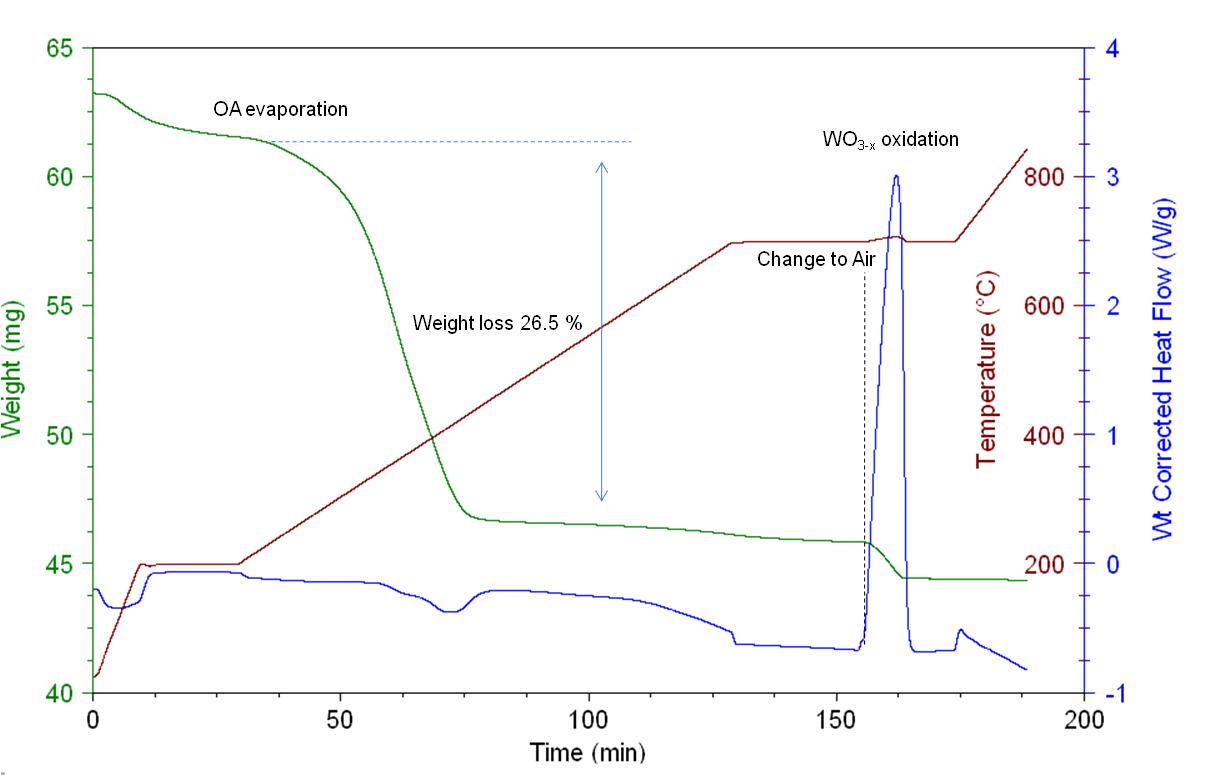 65
60
55
50
45
40
Weight (mg)
OA evaporation
Weight loss 26.5 %
WO3-x oxidation
Change to Air
800
600
400
200
Temperature (°C)
4
3
2
1
0
-1
Wt Corrected Heat Flow (W/g)
0
50
100
150
200
Time (min)